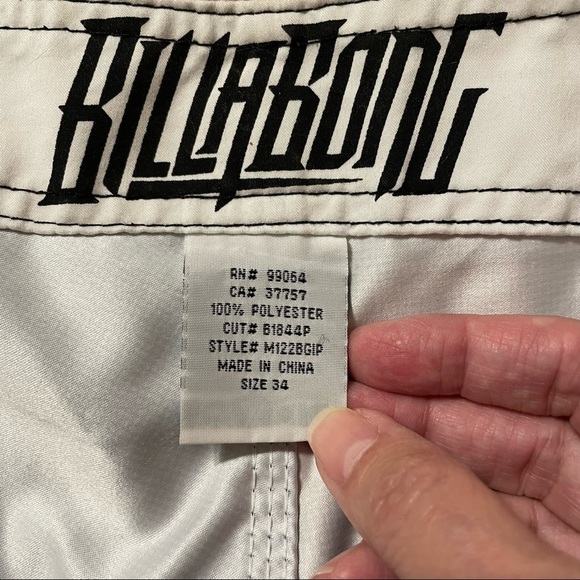 BILLABONG
RN# 99064
CA# 37757
100% POLYESTER
CUT# B1844P
STYLE# M122BGIP
MADE IN CHINA
SIZE 34